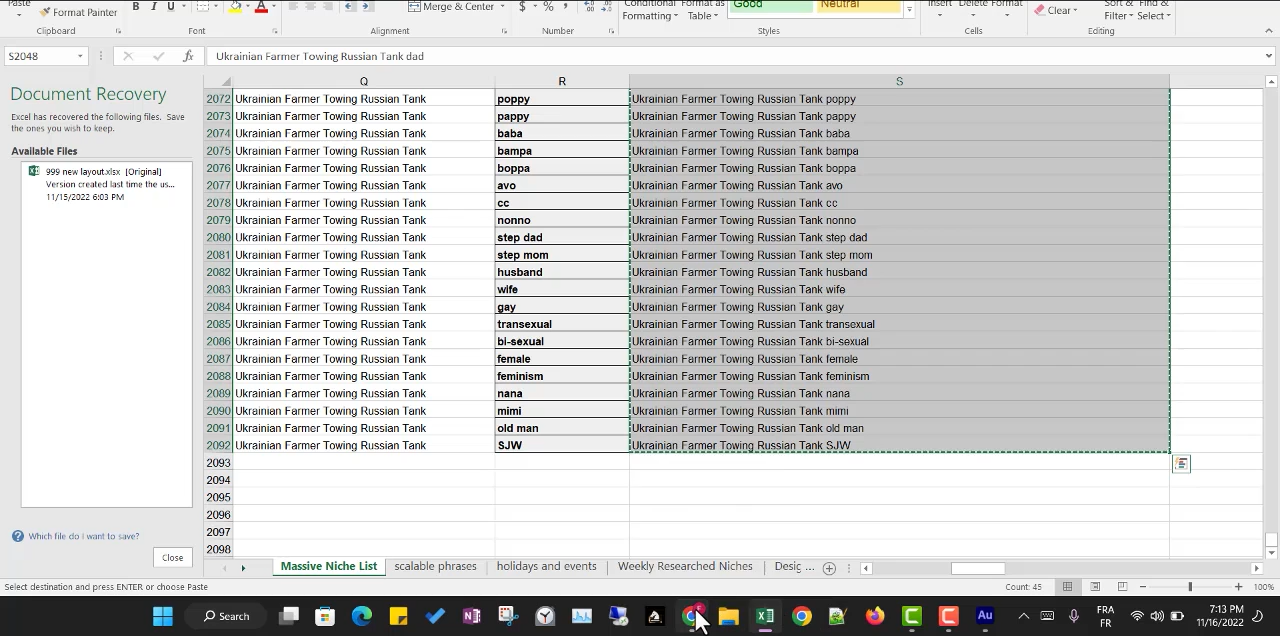 Paste
Format Painter
B I U
A
Merge & Center
$ % ,
Conditional Format as
Formatting Table
Good
Neutral
Insert Delete Format
Clear
Sort & Find &
Filter Select
Clipboard
Font
Alignment
Number
Styles
Cells
Editing
S2048
fx
Ukrainian Farmer Towing Russian Tank dad
Document Recovery
Excel has recovered the following files. Save
the ones you wish to keep.
Available Files
999 new layout.xlsx [Original]
Version created last time the us...
11/15/2022 6:03 PM
Which file do I want to save?
Close
Q R S
2072 Ukrainian Farmer Towing Russian Tank poppy Ukrainian Farmer Towing Russian Tank poppy
2073 Ukrainian Farmer Towing Russian Tank pappy Ukrainian Farmer Towing Russian Tank pappy
2074 Ukrainian Farmer Towing Russian Tank baba Ukrainian Farmer Towing Russian Tank baba
2075 Ukrainian Farmer Towing Russian Tank bampa Ukrainian Farmer Towing Russian Tank bampa
2076 Ukrainian Farmer Towing Russian Tank boppa Ukrainian Farmer Towing Russian Tank boppa
2077 Ukrainian Farmer Towing Russian Tank avo Ukrainian Farmer Towing Russian Tank avo
2078 Ukrainian Farmer Towing Russian Tank cc Ukrainian Farmer Towing Russian Tank cc
2079 Ukrainian Farmer Towing Russian Tank nonno Ukrainian Farmer Towing Russian Tank nonno
2080 Ukrainian Farmer Towing Russian Tank step dad Ukrainian Farmer Towing Russian Tank step dad
2081 Ukrainian Farmer Towing Russian Tank step mom Ukrainian Farmer Towing Russian Tank step mom
2082 Ukrainian Farmer Towing Russian Tank husband Ukrainian Farmer Towing Russian Tank husband
2083 Ukrainian Farmer Towing Russian Tank wife Ukrainian Farmer Towing Russian Tank wife
2084 Ukrainian Farmer Towing Russian Tank gay Ukrainian Farmer Towing Russian Tank gay
2085 Ukrainian Farmer Towing Russian Tank transexual Ukrainian Farmer Towing Russian Tank transexual
2086 Ukrainian Farmer Towing Russian Tank bi-sexual Ukrainian Farmer Towing Russian Tank bi-sexual
2087 Ukrainian Farmer Towing Russian Tank female Ukrainian Farmer Towing Russian Tank female
2088 Ukrainian Farmer Towing Russian Tank feminism Ukrainian Farmer Towing Russian Tank feminism
2089 Ukrainian Farmer Towing Russian Tank nana Ukrainian Farmer Towing Russian Tank nana
2090 Ukrainian Farmer Towing Russian Tank mimi Ukrainian Farmer Towing Russian Tank mimi
2091 Ukrainian Farmer Towing Russian Tank old man Ukrainian Farmer Towing Russian Tank old man
2092 Ukrainian Farmer Towing Russian Tank SJW Ukrainian Farmer Towing Russian Tank SJW
2093
2094
2095
2096
2097
2098
Massive Niche List scalable phrases holidays and events Weekly Researched Niches Desig ...
Select destination and press ENTER or choose Paste
Count: 45
100%
Search
Au
FRA
FR
7:13 PM
11/16/2022